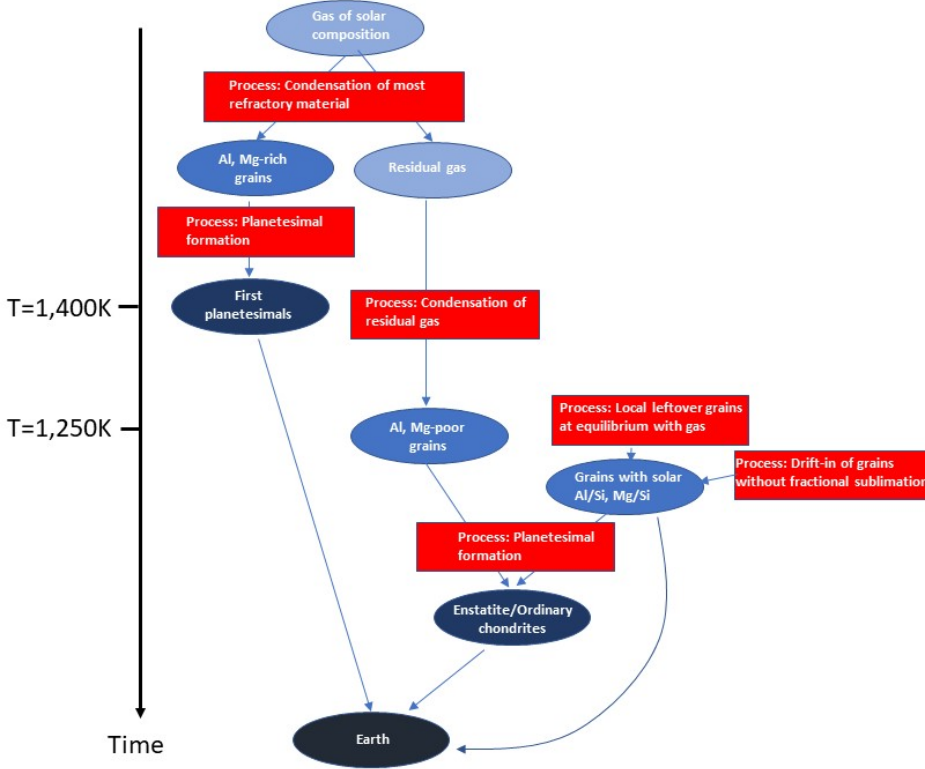 Gas of solar
composition
Process: Condensation of most
refractory material
Al, Mg-rich
grains
Residual gas
Process: Planetesimal
formation
First
planetesimals
T=1,400K
Process: Condensation of
residual gas
T=1,250K
Al, Mg-poor
grains
Process: Local leftover grains
at equilibrium with gas
Grains with solar
Al/Si, Mg/Si
Process: Drift-in of grains
without fractional sublimation
Process: Planetesimal
formation
Enstatite/Ordinary
chondrites
Earth
Time